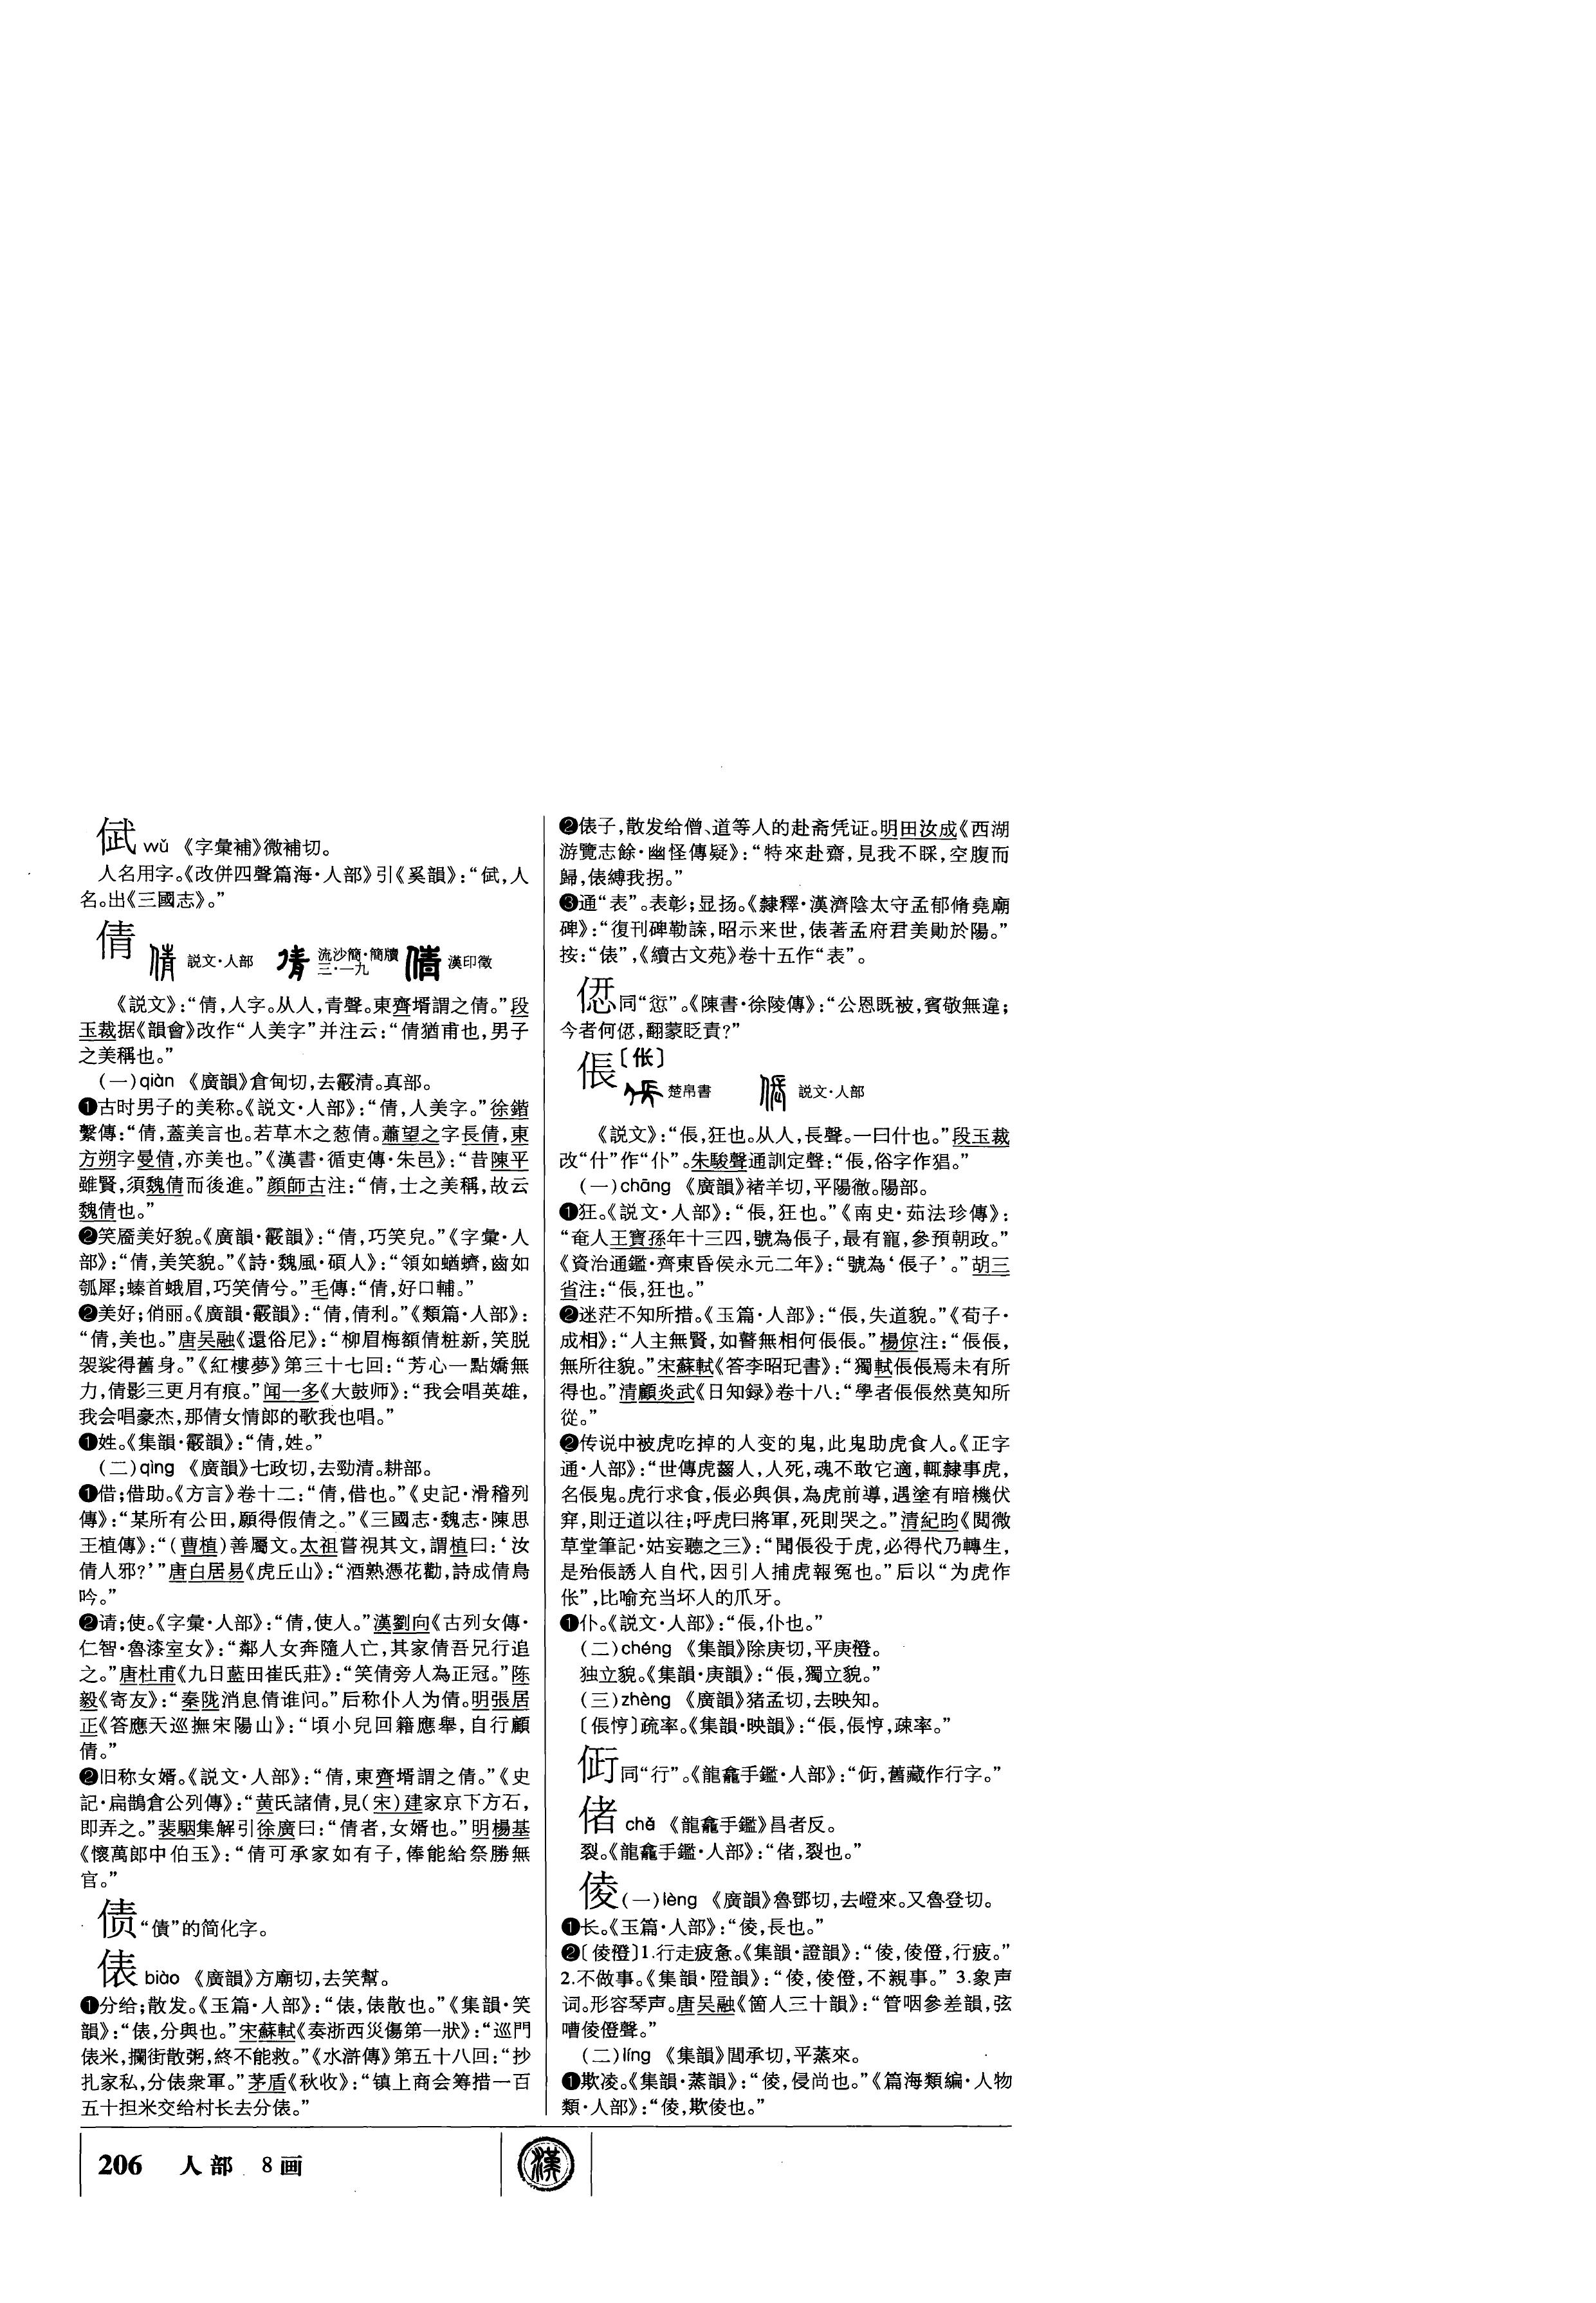 㑄 wǔ 《字彙補》微補切。
人名用字。《改併四聲篇海·人部》引《奚韻》：“㑄，人
名。出《三國志》。”
倩
説文·人部 流沙簡·簡牘三·一九 漢印徵
《説文》：“倩，人字。从人，青聲。東齊壻謂之倩。”段
玉裁据《韻會》改作“人美字”并注云：“倩猶甫也，男子
之美稱也。”
（一）qiàn 《廣韻》倉甸切，去霰清。真部。
❶古时男子的美称。《説文·人部》：“倩，人美字。”徐鍇
繫傳：“倩，蓋美言也。若草木之葱倩。蕭望之字長倩，東
方朔字曼倩，亦美也。”《漢書·循吏傳·朱邑》：“昔陳平
雖賢，須魏倩而後進。”顔師古注：“倩，士之美稱，故云
魏倩也。”
❷笑靨美好貌。《廣韻·霰韻》：“倩，巧笑皃。”《字彙·人
部》：“倩，美笑貌。”《詩·魏風·碩人》：“領如蝤蠐，齒如
瓠犀；螓首蛾眉，巧笑倩兮。”毛傳：“倩，好口輔。”
❷美好；俏丽。《廣韻·霰韻》：“倩，倩利。”《類篇·人部》：
“倩，美也。”唐吴融《還俗尼》：“柳眉梅額倩粧新，笑脱
袈裟得舊身。”《紅樓夢》第三十七回：“芳心一點嬌無
力，倩影三更月有痕。”闻一多《大鼓师》：“我会唱英雄，
我会唱豪杰，那倩女情郎的歌我也唱。”
❶姓。《集韻·霰韻》：“倩，姓。”
（二）qìng 《廣韻》七政切，去勁清。耕部。
❶借；借助。《方言》卷十二：“倩，借也。”《史記·滑稽列
傳》：“某所有公田，願得假倩之。”《三國志·魏志·陳思
王植傳》：“（曹植）善屬文。太祖嘗視其文，謂植曰：‘汝
倩人邪？’”唐白居易《虎丘山》：“酒熟憑花勸，詩成倩鳥
吟。”
❷请；使。《字彙·人部》：“倩，使人。”漢劉向《古列女傳·
仁智·魯漆室女》：“鄰人女奔隨人亡，其家倩吾兄行追
之。”唐杜甫《九日藍田崔氏莊》：“笑倩旁人為正冠。”陈
毅《寄友》：“秦陇消息倩谁问。”后称仆人为倩。明張居
正《答應天巡撫宋陽山》：“頃小兒回籍應舉，自行顧
倩。”
❷旧称女婿。《説文·人部》：“倩，東齊壻謂之倩。”《史
記·扁鵲倉公列傳》：“黄氏諸倩，見（宋）建家京下方石，
即弄之。”裴駰集解引徐廣曰：“倩者，女婿也。”明楊基
《懷萬郎中伯玉》：“倩可承家如有子，俸能給祭勝無
官。”
债“債”的简化字。
俵 biào 《廣韻》方廟切，去笑幫。
❶分给；散发。《玉篇·人部》：“俵，俵散也。”《集韻·笑
韻》：“俵，分與也。”宋蘇軾《奏浙西災傷第一狀》：“巡門
俵米，攔街散粥，終不能救。”《水滸傳》第五十八回：“抄
扎家私，分俵衆軍。”茅盾《秋收》：“镇上商会筹措一百
五十担米交给村长去分俵。”
❷俵子，散发给僧、道等人的赴斋凭证。明田汝成《西湖
游覽志餘·幽怪傳疑》：“特來赴齋，見我不睬，空腹而
歸，俵縛我拐。”
❸通“表”。表彰；显扬。《隸釋·漢濟陰太守孟郁脩堯廟
碑》：“復刊碑勒誄，昭示来世，俵著孟府君美勛於陽。”
按：“俵”，《續古文苑》卷十五作“表”。
㑾同“愆”。《陳書·徐陵傳》：“公恩既被，賓敬無違；
今者何㑾，翻蒙眨責？”
倀〔伥〕
楚帛書 説文·人部
《説文》：“倀，狂也。从人，長聲。一曰什也。”段玉裁
改“什”作“仆”。朱駿聲通訓定聲：“倀，俗字作猖。”
（一）chāng 《廣韻》褚羊切，平陽徹。陽部。
❶狂。《説文·人部》：“倀，狂也。”《南史·茹法珍傳》：
“奄人王寶孫年十三四，號為倀子，最有寵，參預朝政。”
《資治通鑑·齊東昏侯永元二年》：“號為‘倀子’。”胡三
省注：“倀，狂也。”
❷迷茫不知所措。《玉篇·人部》：“倀，失道貌。”《荀子·
成相》：“人主無賢，如瞽無相何倀倀。”楊倞注：“倀倀，
無所往貌。”宋蘇軾《答李昭玘書》：“獨軾倀倀焉未有所
得也。”清顧炎武《日知録》卷十八：“學者倀倀然莫知所
從。”
❷传说中被虎吃掉的人变的鬼，此鬼助虎食人。《正字
通·人部》：“世傳虎齧人，人死，魂不敢它適，輒隸事虎，
名倀鬼。虎行求食，倀必與俱，為虎前導，遇塗有暗機伏
穽，則迂道以往；呼虎曰將軍，死則哭之。”清紀昀《閲微
草堂筆記·姑妄聽之三》：“聞倀役于虎，必得代乃轉生，
是殆倀誘人自代，因引人捕虎報冤也。”后以“为虎作
伥”，比喻充当坏人的爪牙。
❶仆。《説文·人部》：“倀，仆也。”
（二）chéng 《集韻》除庚切，平庚橙。
独立貌。《集韻·庚韻》：“倀，獨立貌。”
（三）zhèng 《廣韻》猪孟切，去映知。
〔倀悙〕疏率。《集韻·映韻》：“倀，倀悙，疎率。”
𠈉同“行”。《龍龕手鑑·人部》：“𠈉，舊藏作行字。”
偖 chě 《龍龕手鑑》昌者反。
裂。《龍龕手鑑·人部》：“偖，裂也。”
倰（一）lèng 《廣韻》魯鄧切，去嶝來。又魯登切。
❶长。《玉篇·人部》：“倰，長也。”
❷〔倰橙〕1.行走疲惫。《集韻·證韻》：“倰，倰僜，行疲。”
2.不做事。《集韻·隥韻》：“倰，倰僜，不親事。” 3.象声
词。形容琴声。唐吴融《箇人三十韻》：“管咽參差韻，弦
嘈倰僜聲。”
（二）líng 《集韻》閭承切，平蒸來。
❶欺凌。《集韻·蒸韻》：“倰，侵尚也。”《篇海類編·人物
類·人部》：“倰，欺倰也。”
206 人部 8画
漢